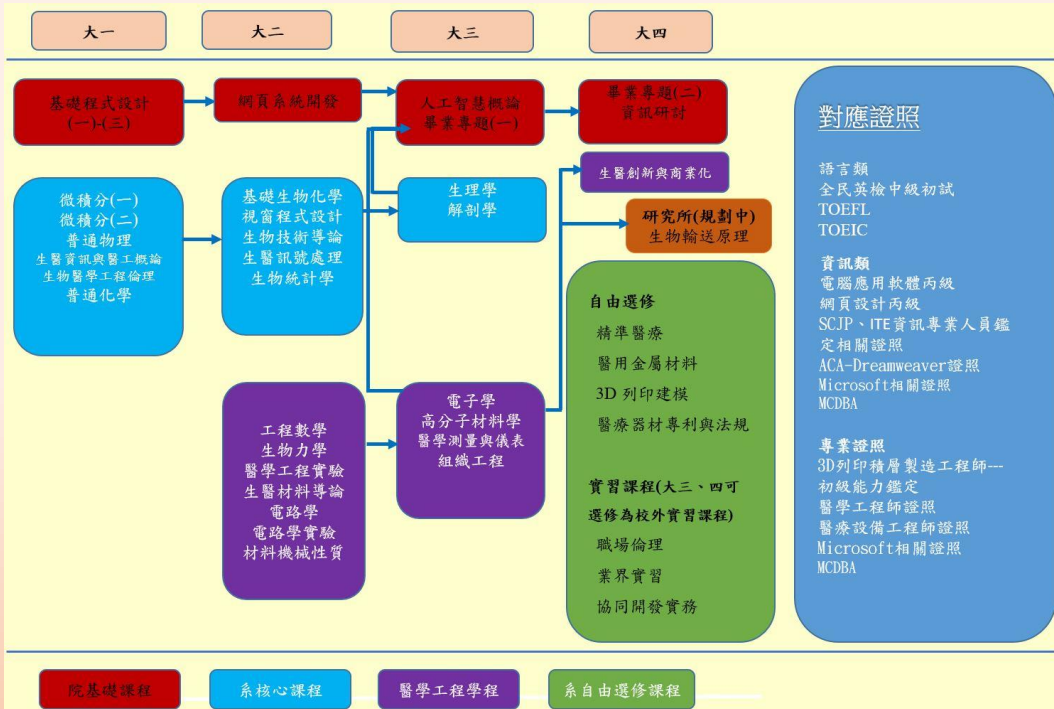 大一
大二
大三
大四
基礎程式設計
(一)-(三)
網頁系統開發
人工智慧概論
畢業專題(一)
畢業專題(二)
資訊研討
微積分(一)
微積分(二)
普通物理
生醫資訊與醫工概論
生物醫學工程倫理
普通化學
基礎生物化學
視窗程式設計
生物技術導論
生醫訊號處理
生物統計學
生理學
解剖學
生醫創新與商業化
研究所(規劃中)
生物輸送原理
工程數學
生物力學
醫學工程實驗
生醫材料導論
電路學
電路學實驗
材料機械性質
電子學
高分子材料學
醫學測量與儀表
組織工程
自由選修
精準醫療
醫用金屬材料
3D 列印建模
醫療器材專利與法規
實習課程(大三、四可
選修為校外實習課程)
職場倫理
業界實習
協同開發實務
對應證照
語言類
全民英檢中級初試
TOEFL
TOEIC
資訊類
電腦應用軟體丙級
網頁設計丙級
SCJP、ITE資訊專業人員鑑
定相關證照
ACA-Dreamweaver證照
Microsoft相關證照
MCDBA
專業證照
3D列印積層製造工程師---
初級能力鑑定
醫學工程師證照
醫療設備工程師證照
Microsoft相關證照
MCDBA
院基礎課程
系核心課程
醫學工程學程
系自由選修課程